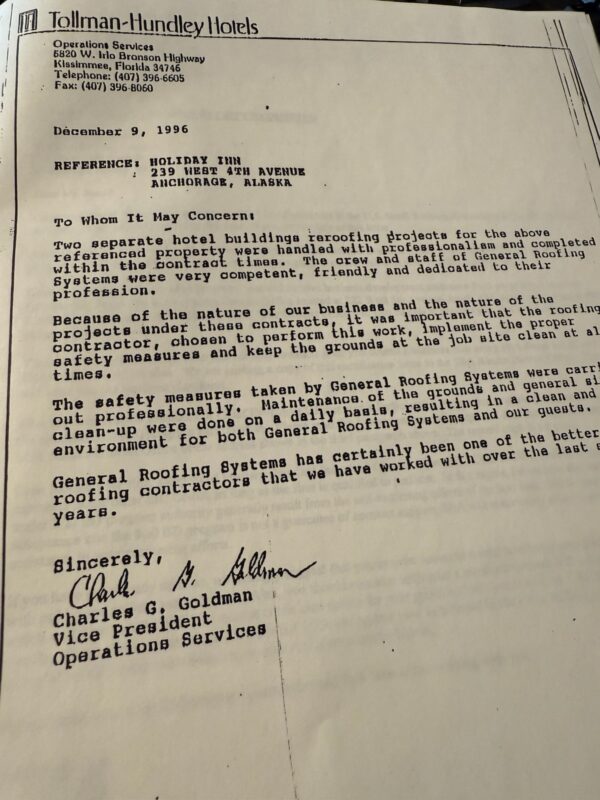 Tollman-Hundley Hotels
Operations Services
6820 W. Irlo Bronson Highway
Kissimmee, Florida 34746
Telephone: (407) 396-6605
Fax: (407) 396-8060
December 9, 1996
REFERENCE: HOLIDAY INN
239 WEST 4TH AVENUE
ANCHORAGE, ALASKA
To Whom It May Concern:
Two separate hotel buildings reroofing projects for the above
referenced property were handled with professionalism and completed
within the contract times. The crew and staff of General Roofing
Systems were very competent, friendly and dedicated to their
profession.
Because of the nature of our business and the nature of the
projects under these contracts, it was important that the roofing
contractor, chosen to perform this work, implement the proper
safety measures and keep the grounds at the job site clean at al
times.
The safety measures taken by General Roofing Systems were carri
out professionally. Maintenance of the grounds and general si
clean-up were done on a daily basis, resulting in a clean and
environment for both General Roofing Systems and our guests.
General Roofing Systems has certainly been one of the better
roofing contractors that we have worked with over the last
years.
Sincerely,
Charles G. Goldman
Charles G. Goldman
Vice President
Operations Services